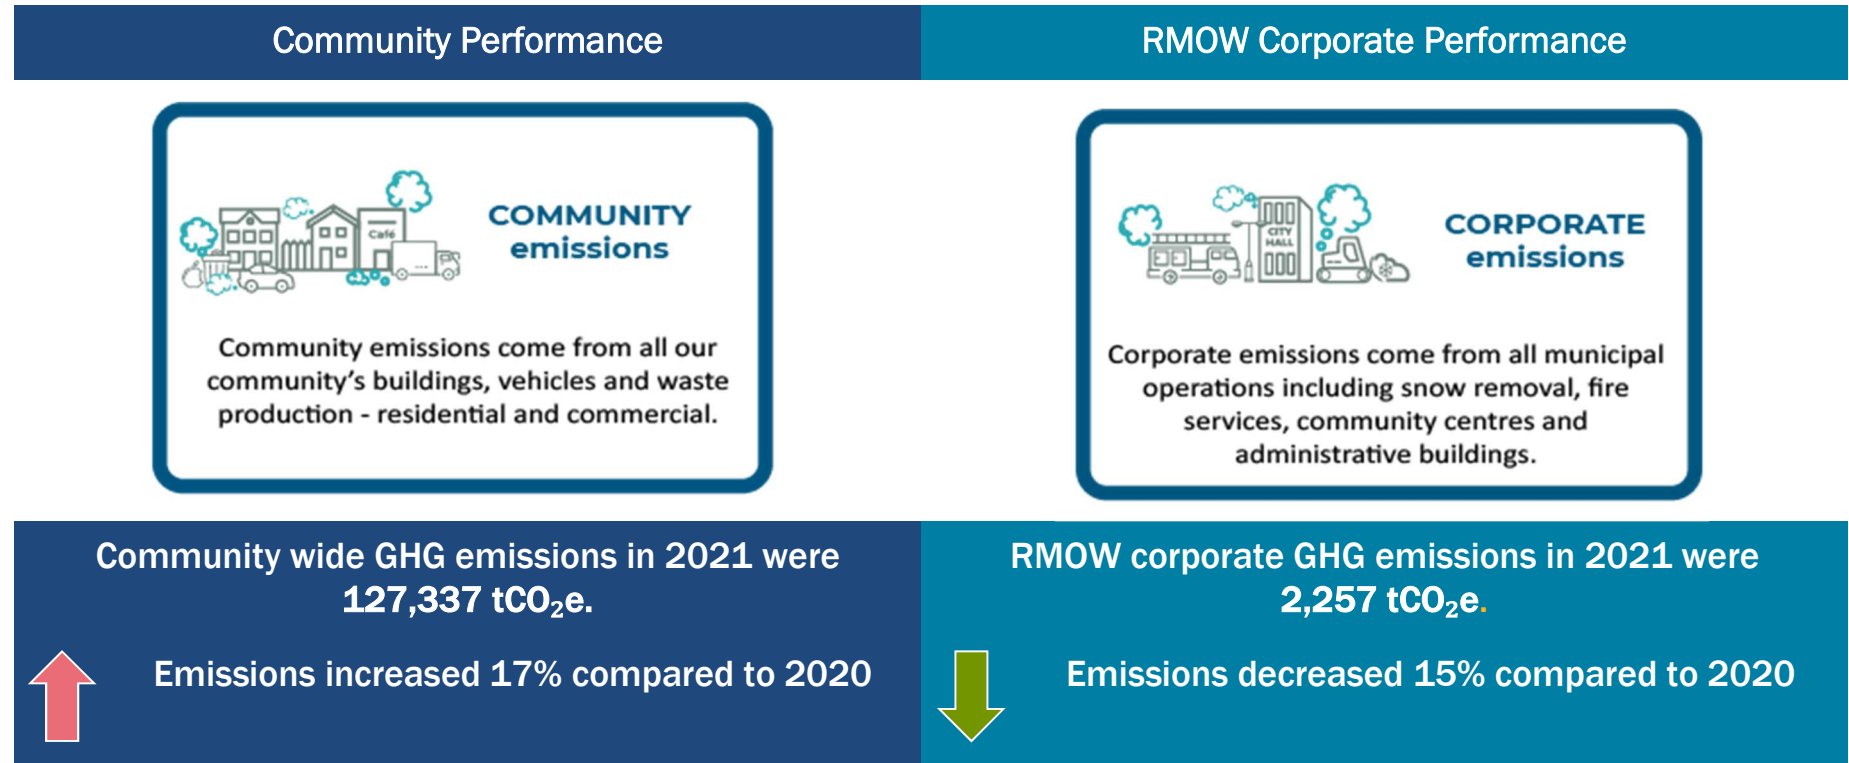 Community Performance
RMOW Corporate Performance
Café
COMMUNITY
emissions
Community emissions come from all our
community's buildings, vehicles and waste
production - residential and commercial.
CITY
HALL
CORPORATE
emissions
Corporate emissions come from all municipal
operations including snow removal, fire
services, community centres and
administrative buildings.
Community wide GHG emissions in 2021 were
127,337 tCO₂e.
Emissions increased 17% compared to 2020
RMOW corporate GHG emissions in 2021 were
2,257 tCO₂e.
Emissions decreased 15% compared to 2020